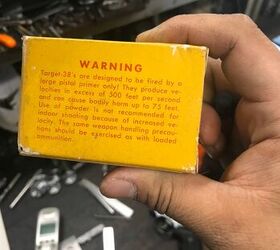 WARNING
Target-38's are designed to be fired by a
large pistol primer only! They produce ve-
locities in excess of 500 feet per second
and can cause bodily harm up to 75 feet.
Use of powder is not recommended for
indoor shooting because of increased ve-
locity. The same weapon handling precau-
tions should be exercised as with loaded
ammunition.